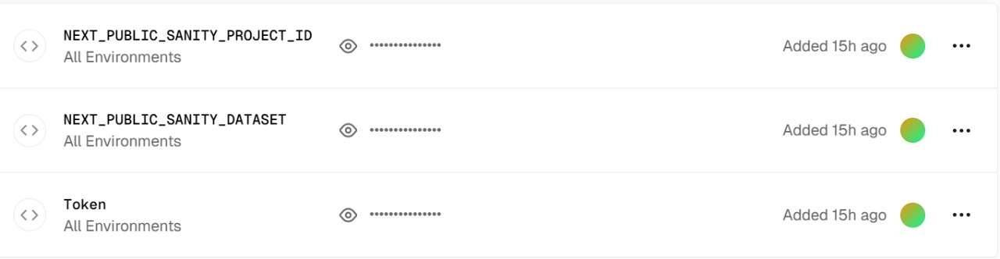 NEXT_PUBLIC_SANITY_PROJECT_ID
All Environments
•••••••••••••••
Added 15h ago
NEXT_PUBLIC_SANITY_DATASET
All Environments
•••••••••••••••
Added 15h ago
Token
All Environments
•••••••••••••••
Added 15h ago